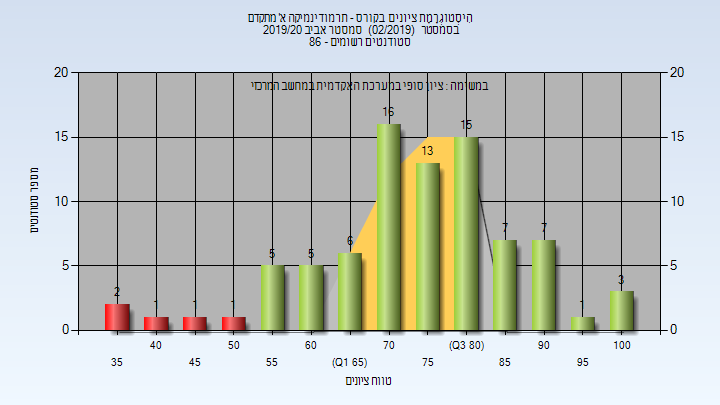 היסטוגרמת ציונים בקורס - תרמודינמיקה א' מתקדם
בסמסטר (02/2019) סמסטר אביב 2019/20
סטודנטים רשומים - 86
במשימה : ציון סופי במערכת האקדמית במחשב המרכזי
מספר סטודנטים
20 20
15 15
10 10
5 5
0 0
2 1 1 1 5 5 6 16 13 15 7 7 1 3
40 50 60 70 (Q3 80) 90 100
35 45 55 (Q1 65) 75 85 95
טווח ציונים